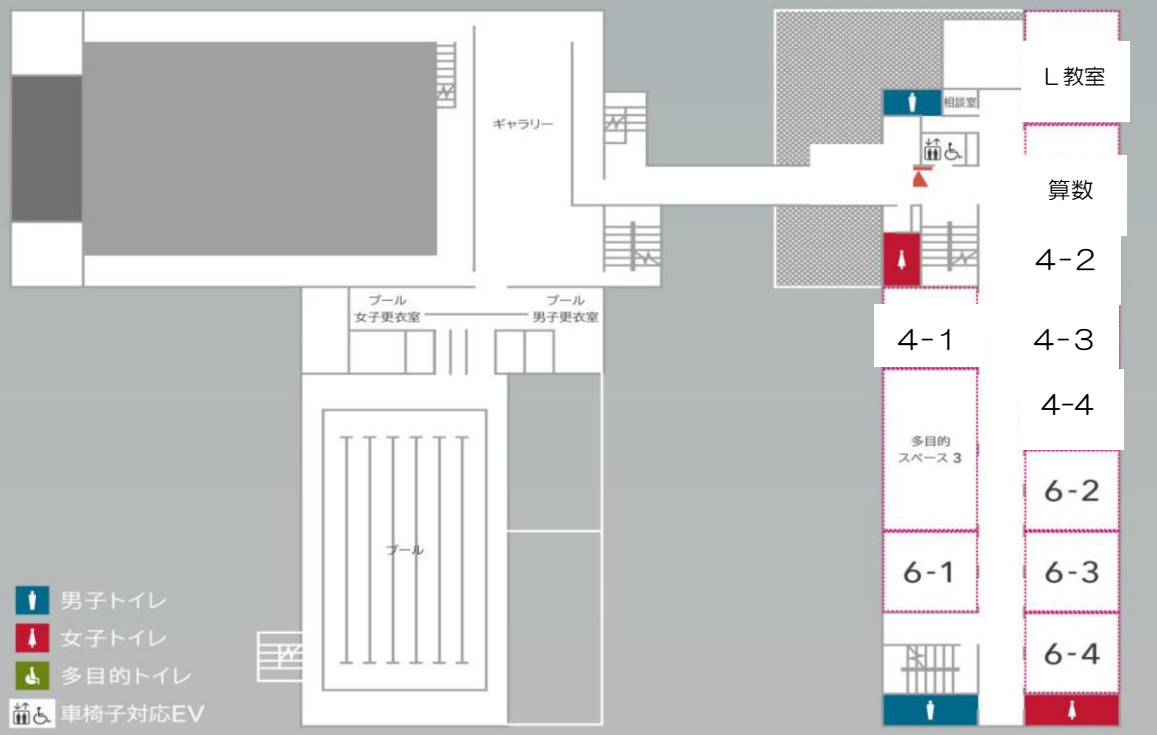 L教室
相談室
ギャラリー
算数
4-2
プール
女子更衣室
プール
男子更衣室
4-1
4-3
4-4
多目的
スペース 3
6-2
プール
6-1
6-3
6-4
男子トイレ
女子トイレ
多目的トイレ
車椅子対応EV